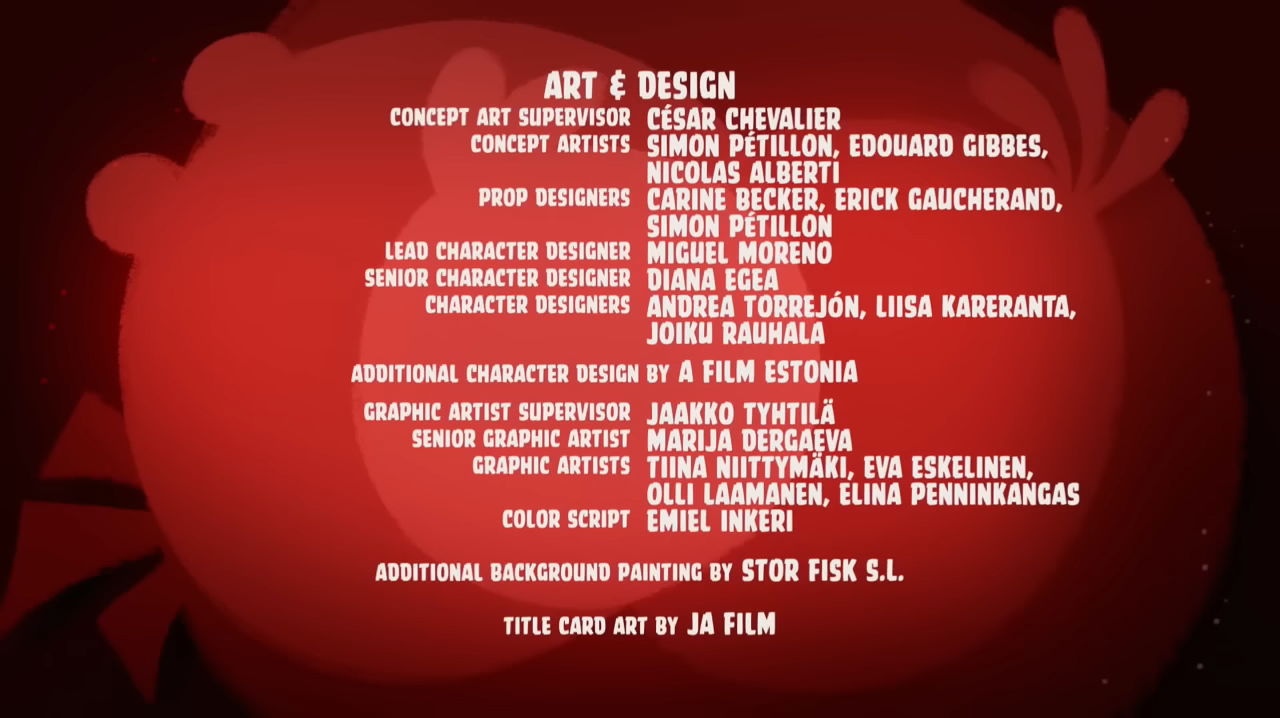 ART & DESIGN
CONCEPT ART SUPERVISOR CÉSAR CHEVALIER
CONCEPT ARTISTS SIMON PÉTILLON, EDOUARD GIBBES,
NICOLAS ALBERTI
PROP DESIGNERS CARINE BECKER, ERICK GAUCHERAND,
SIMON PÉTILLON
LEAD CHARACTER DESIGNER MIGUEL MORENO
SENIOR CHARACTER DESIGNER DIANA EGEA
CHARACTER DESIGNERS ANDREA TORREJÓN, LIISA KARERANTA,
JOIKU RAUHALA
ADDITIONAL CHARACTER DESIGN BY A FILM ESTONIA
GRAPHIC ARTIST SUPERVISOR JAAKKO TYHTILÄ
SENIOR GRAPHIC ARTIST MARIJA DERGAEVA
GRAPHIC ARTISTS TIINA NIITTYMÄKI, EVA ESKELINEN,
OLLI LAAMANEN, ELINA PENNINKANGAS
COLOR SCRIPT EMIEL INKERI
ADDITIONAL BACKGROUND PAINTING BY STOR FISK S.L.
TITLE CARD ART BY JA FILM